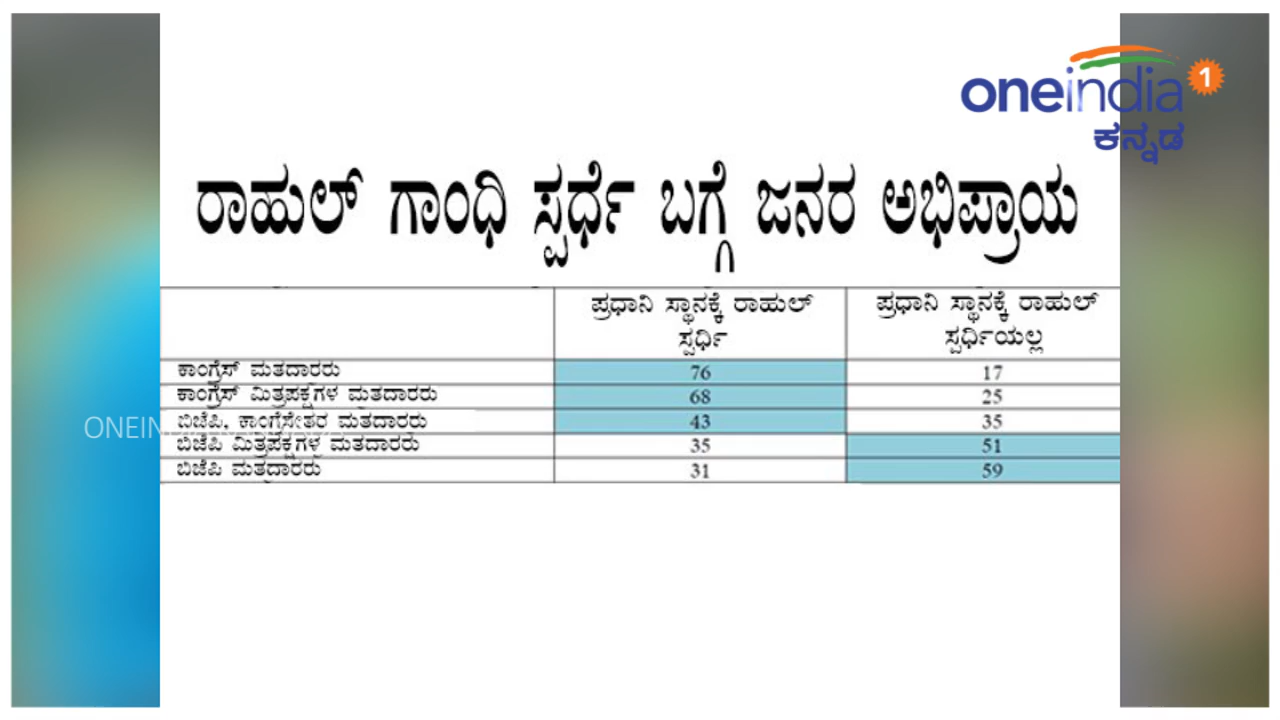 oneindia 1
ಕನ್ನಡ
ರಾಹುಲ್ ಗಾಂಧಿ ಸ್ಪರ್ಧೆ ಬಗ್ಗೆ ಜನರ ಅಭಿಪ್ರಾಯ
ಪ್ರಧಾನಿ ಸ್ಥಾನಕ್ಕೆ ರಾಹುಲ್ ಪ್ರಧಾನಿ ಸ್ಥಾನಕ್ಕೆ ರಾಹುಲ್
ಸ್ಪರ್ಧಿ ಸ್ಪರ್ಧಿಯಲ್ಲ
ಕಾಂಗ್ರೆಸ್ ಮತದಾರರು 76 17
ಕಾಂಗ್ರೆಸ್ ಮಿತ್ರಪಕ್ಷಗಳ ಮತದಾರರು 68 25
ಬಿಜೆಪಿ, ಕಾಂಗ್ರೆಸೇತರ ಮತದಾರರು 43 35
ಬಿಜೆಪಿ ಮಿತ್ರಪಕ್ಷಗಳ ಮತದಾರರು 35 51
ಬಿಜೆಪಿ ಮತದಾರರು 31 59